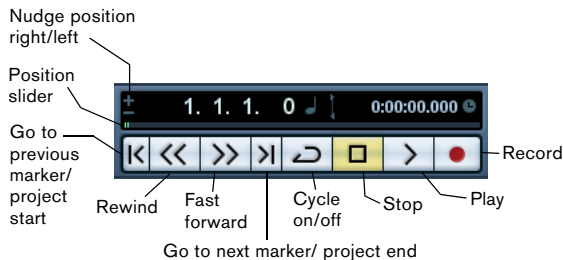 Nudge position
right/left
Position
slider
1. 1. 1. 0
0:00:00.000
Go to
previous
marker/
project
start
Rewind
Fast
forward
Cycle
on/off
Stop
Play
Record
Go to next marker/ project end